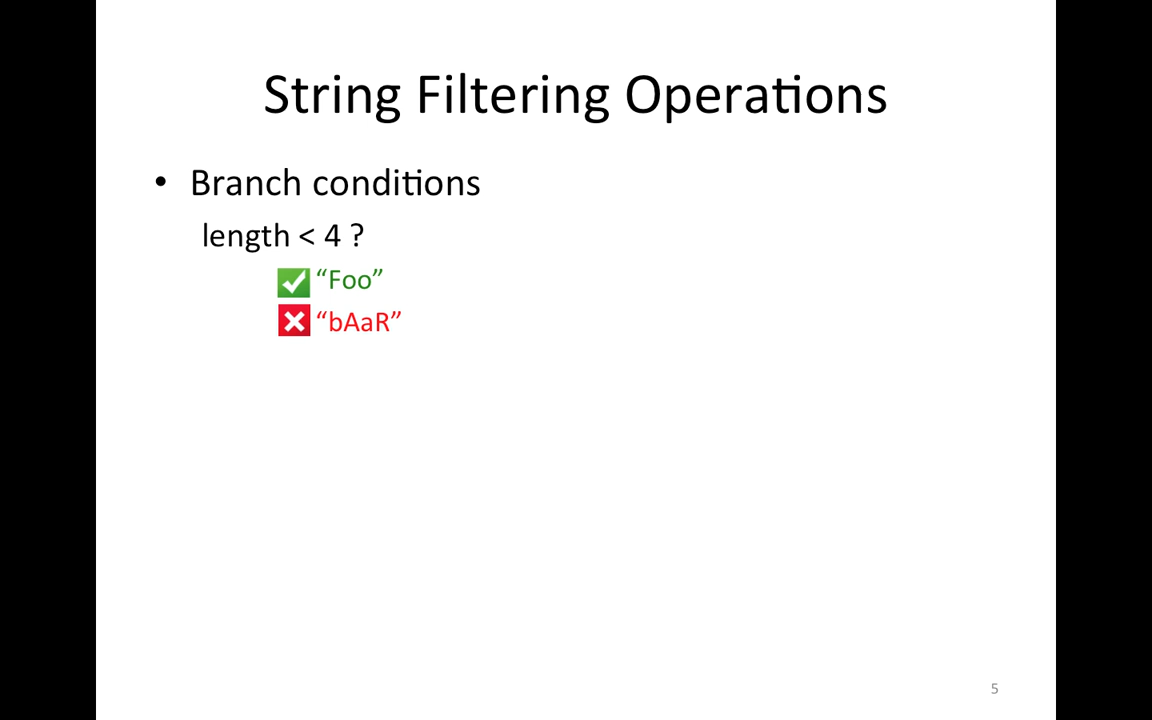 String Filtering Operations
• Branch conditions
length < 4 ?
“Foo”
“bAaR”
5